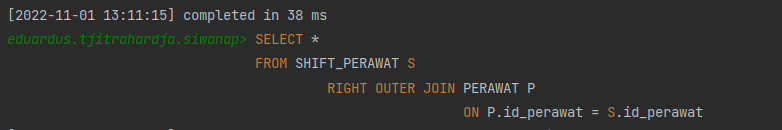 [2022-11-01 13:11:15] completed in 38 ms
eduardus.tjitrahardja.siwanap> SELECT *
FROM SHIFT_PERAWAT S
RIGHT OUTER JOIN PERAWAT P
ON P.id_perawat = S.id_perawat